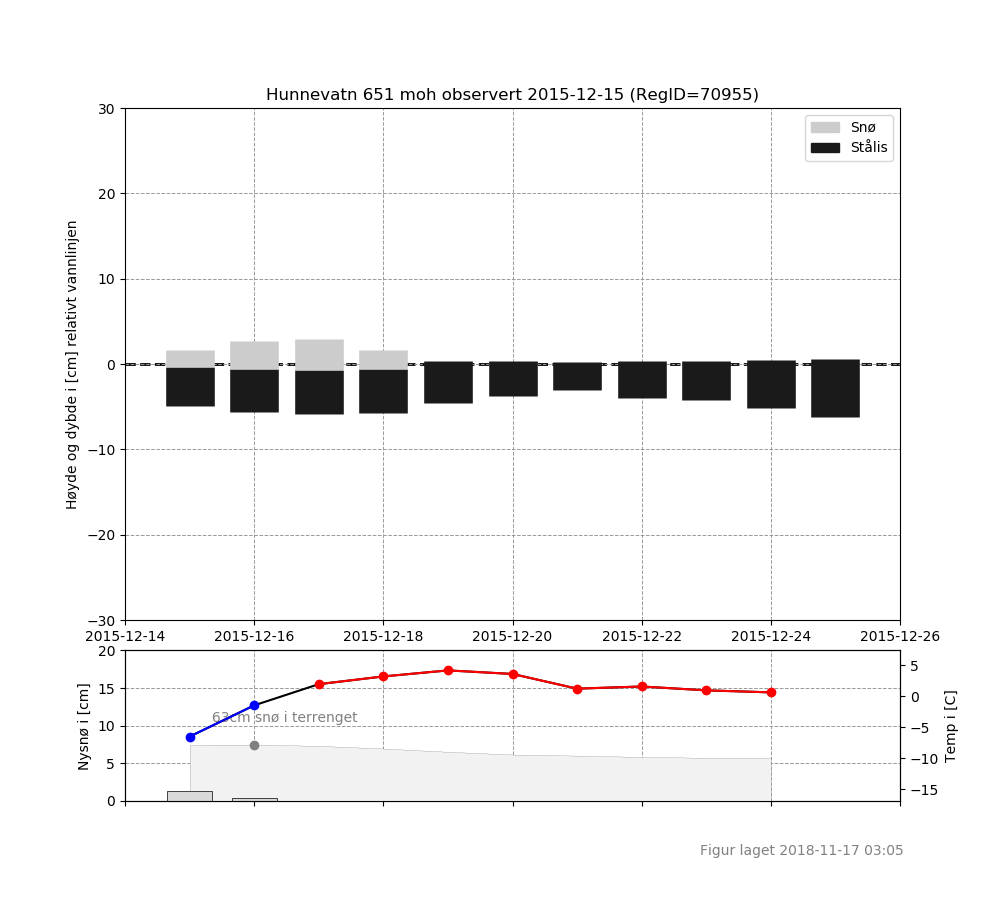 Hunnevatn 651 moh observert 2015-12-15 (RegID=70955)
Snø
Stålis
Høyde og dybde i [cm] relativt vannlinjen
30
20
10
0
−10
−20
−30
2015-12-14 2015-12-16 2015-12-18 2015-12-20 2015-12-22 2015-12-24 2015-12-26
Nysnø i [cm]
20
15
10
5
0
63cm snø i terrenget
5
0
−5
−10
−15
Temp i [C]
Figur laget 2018-11-17 03:05